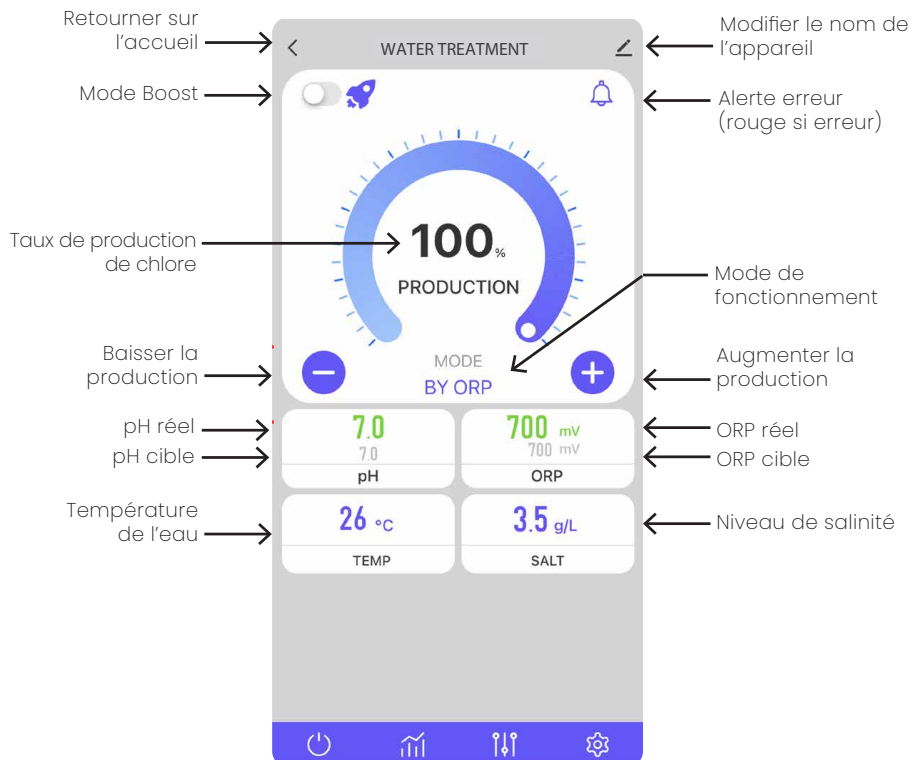 Retourner sur
l'accueil
WATER TREATMENT
Modifier le nom de
l'appareil
Mode Boost
Alerte erreur
(rouge si erreur)
Taux de production
de chlore
100%
PRODUCTION
Mode de
fonctionnement
Baisser la
production
MODE
BY ORP
Augmenter la
production
pH réel
7.0
700 mV
ORP réel
pH cible
7.0
700 mV
ORP cible
pH
ORP
Température
de l'eau
26 °C
3.5 g/L
Niveau de salinité
TEMP
SALT